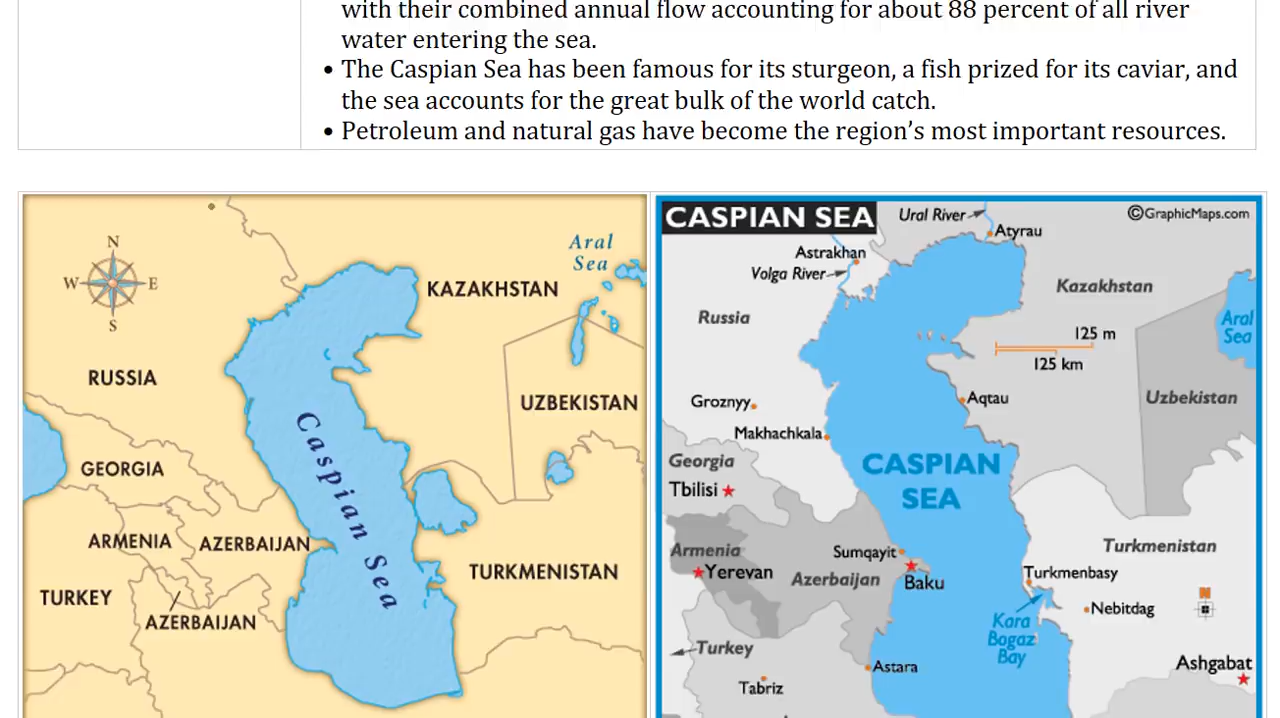 with their combined annual flow accounting for about 88 percent of all river
water entering the sea.
• The Caspian Sea has been famous for its sturgeon, a fish prized for its caviar, and
the sea accounts for the great bulk of the world catch.
• Petroleum and natural gas have become the region’s most important resources.
N
W E
S
Aral
Sea
KAZAKHSTAN
RUSSIA
UZBEKISTAN
Caspian Sea
GEORGIA
ARMENIA
AZERBAIJAN
TURKMENISTAN
TURKEY
AZERBAIJAN
CASPIAN SEA
Ural River
©GraphicMaps.com
Atyrau
Astrakhan
Volga River
Kazakhstan
Russia
Aral
Sea
125 m
125 km
Groznyy
Aqtau
Uzbekistan
Makhachkala
Georgia
CASPIAN
SEA
Tbilisi
Armenia
Sumqayit
Turkmenistan
Yerevan
Azerbaijan
Baku
Turkmenbasy
N
Nebitdag
Kara
Bogaz
Bay
Turkey
Astara
Ashgabat
Tabriz